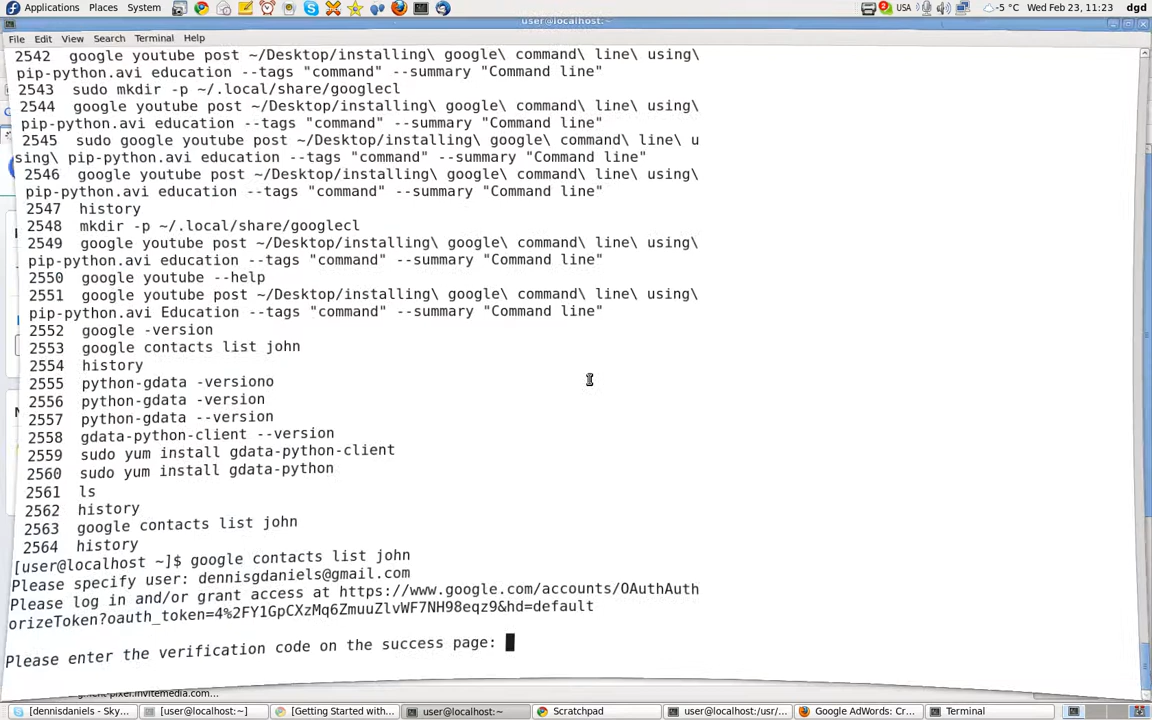 Applications Places System USA -5 °C Wed Feb 23, 11:23 dgd
user@localhost:~
File Edit View Search Terminal Help
2542 google youtube post ~/Desktop/installing\ google\ command\ line\ using\
pip-python.avi education --tags "command" --summary "Command line"
2543 sudo mkdir -p ~/.local/share/googlecl
2544 google youtube post ~/Desktop/installing\ google\ command\ line\ using\
pip-python.avi education --tags "command" --summary "Command line"
2545 sudo google youtube post ~/Desktop/installing\ google\ command\ line\ u
sing\ pip-python.avi education --tags "command" --summary "Command line"
2546 google youtube post ~/Desktop/installing\ google\ command\ line\ using\
pip-python.avi education --tags "command" --summary "Command line"
2547 history
2548 mkdir -p ~/.local/share/googlecl
2549 google youtube post ~/Desktop/installing\ google\ command\ line\ using\
pip-python.avi education --tags "command" --summary "Command line"
2550 google youtube --help
2551 google youtube post ~/Desktop/installing\ google\ command\ line\ using\
pip-python.avi Education --tags "command" --summary "Command line"
2552 google -version
2553 google contacts list john
2554 history
2555 python-gdata -versiono
2556 python-gdata -version
2557 python-gdata --version
2558 gdata-python-client --version
2559 sudo yum install gdata-python-client
2560 sudo yum install gdata-python
2561 ls
2562 history
2563 google contacts list john
2564 history
[user@localhost ~]$ google contacts list john
Please specify user: dennisgdaniels@gmail.com
Please log in and/or grant access at https://www.google.com/accounts/OAuthAuth
orizeToken?oauth_token=4%2FY1GpCXzMq6ZmuuZlvWF7NH98eqz9&hd=default
Please enter the verification code on the success page:
[dennisdaniels - Sky... [user@localhost:~] [Getting Started with... user@localhost:~ Scratchpad user@localhost:/usr/... Google AdWords: Cr... Terminal